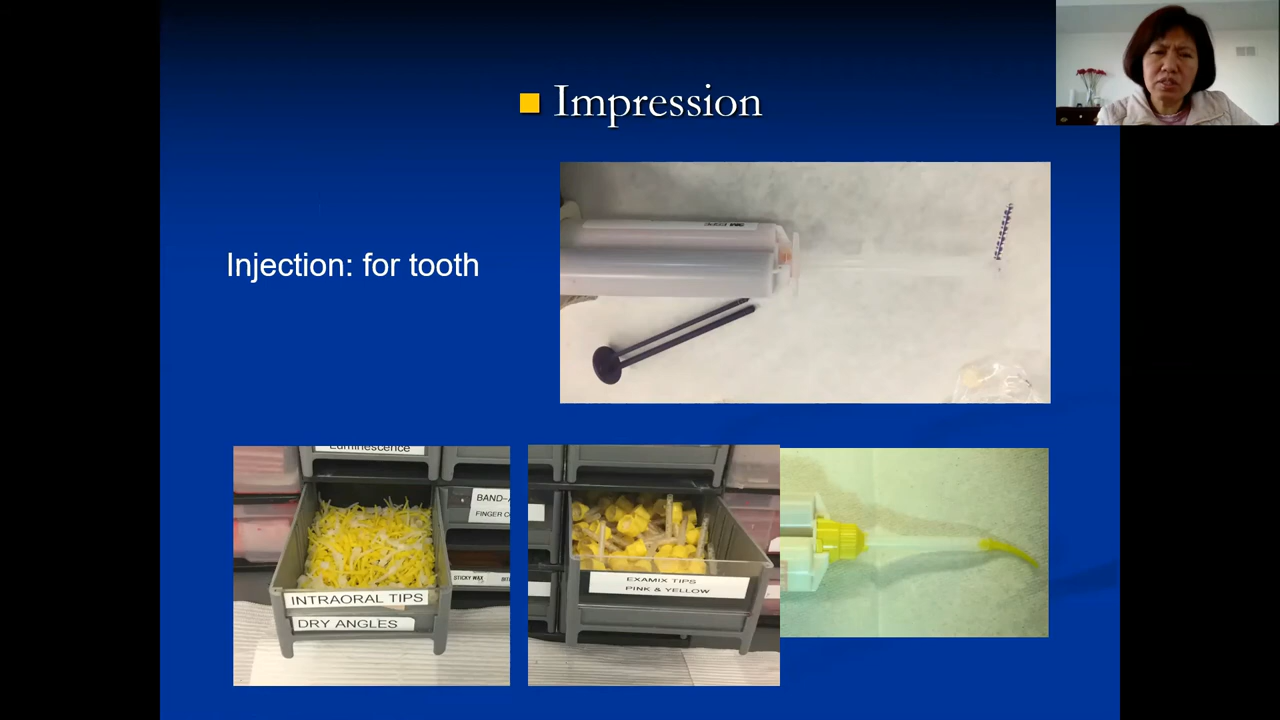 Impression
Injection: for tooth
Luminescence
BAND-
FINGER
STICKY WAX
INTRAORAL TIPS
DRY ANGLES
EXAMIX TIPS
PINK & YELLOW